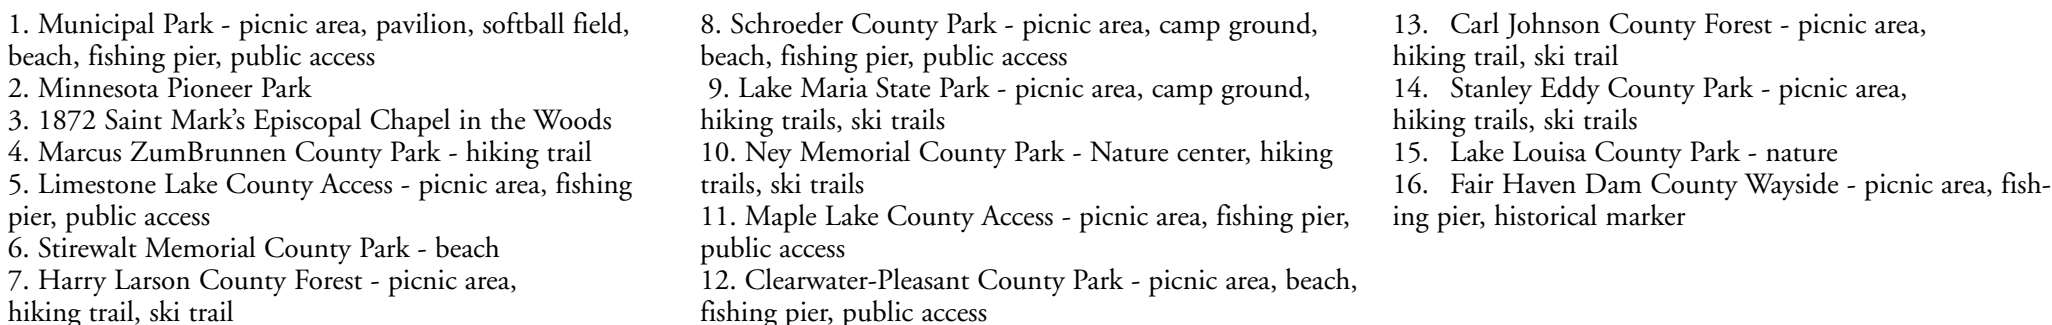 1. Municipal Park - picnic area, pavilion, softball field,
beach, fishing pier, public access
2. Minnesota Pioneer Park
3. 1872 Saint Mark's Episcopal Chapel in the Woods
4. Marcus ZumBrunnen County Park - hiking trail
5. Limestone Lake County Access - picnic area, fishing
pier, public access
6. Stirewalt Memorial County Park - beach
7. Harry Larson County Forest - picnic area,
hiking trail, ski trail
8. Schroeder County Park - picnic area, camp ground,
beach, fishing pier, public access
9. Lake Maria State Park - picnic area, camp ground,
hiking trails, ski trails
10. Ney Memorial County Park - Nature center, hiking
trails, ski trails
11. Maple Lake County Access - picnic area, fishing pier,
public access
12. Clearwater-Pleasant County Park - picnic area, beach,
fishing pier, public access
13. Carl Johnson County Forest - picnic area,
hiking trail, ski trail
14. Stanley Eddy County Park - picnic area,
hiking trails, ski trails
15. Lake Louisa County Park - nature
16. Fair Haven Dam County Wayside - picnic area, fish-
ing pier, historical marker